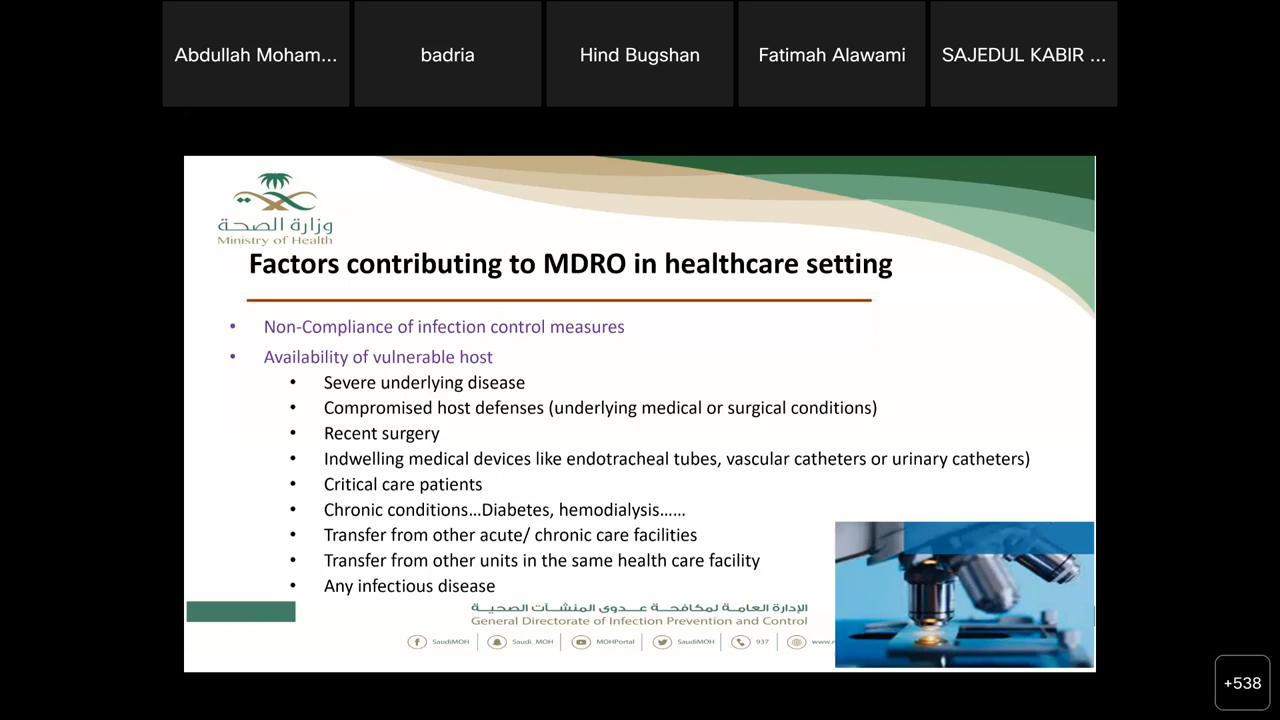 Abdullah Moham...
badria
Hind Bugshan
Fatimah Alawami
SAJEDUL KABIR ...
وزارة الصحة
Ministry of Health
Factors contributing to MDRO in healthcare setting
• Non-Compliance of infection control measures
• Availability of vulnerable host
• Severe underlying disease
• Compromised host defenses (underlying medical or surgical conditions)
• Recent surgery
• Indwelling medical devices like endotracheal tubes, vascular catheters or urinary catheters)
• Critical care patients
• Chronic conditions...Diabetes, hemodialysis......
• Transfer from other acute/ chronic care facilities
• Transfer from other units in the same health care facility
• Any infectious disease
الإدارة العامة لمكافحة عدوى المنشآت الصحية
General Directorate of Infection Prevention and Control
SaudiMOH Saudi_MOH MOHPortal SaudiMOH 937
+538